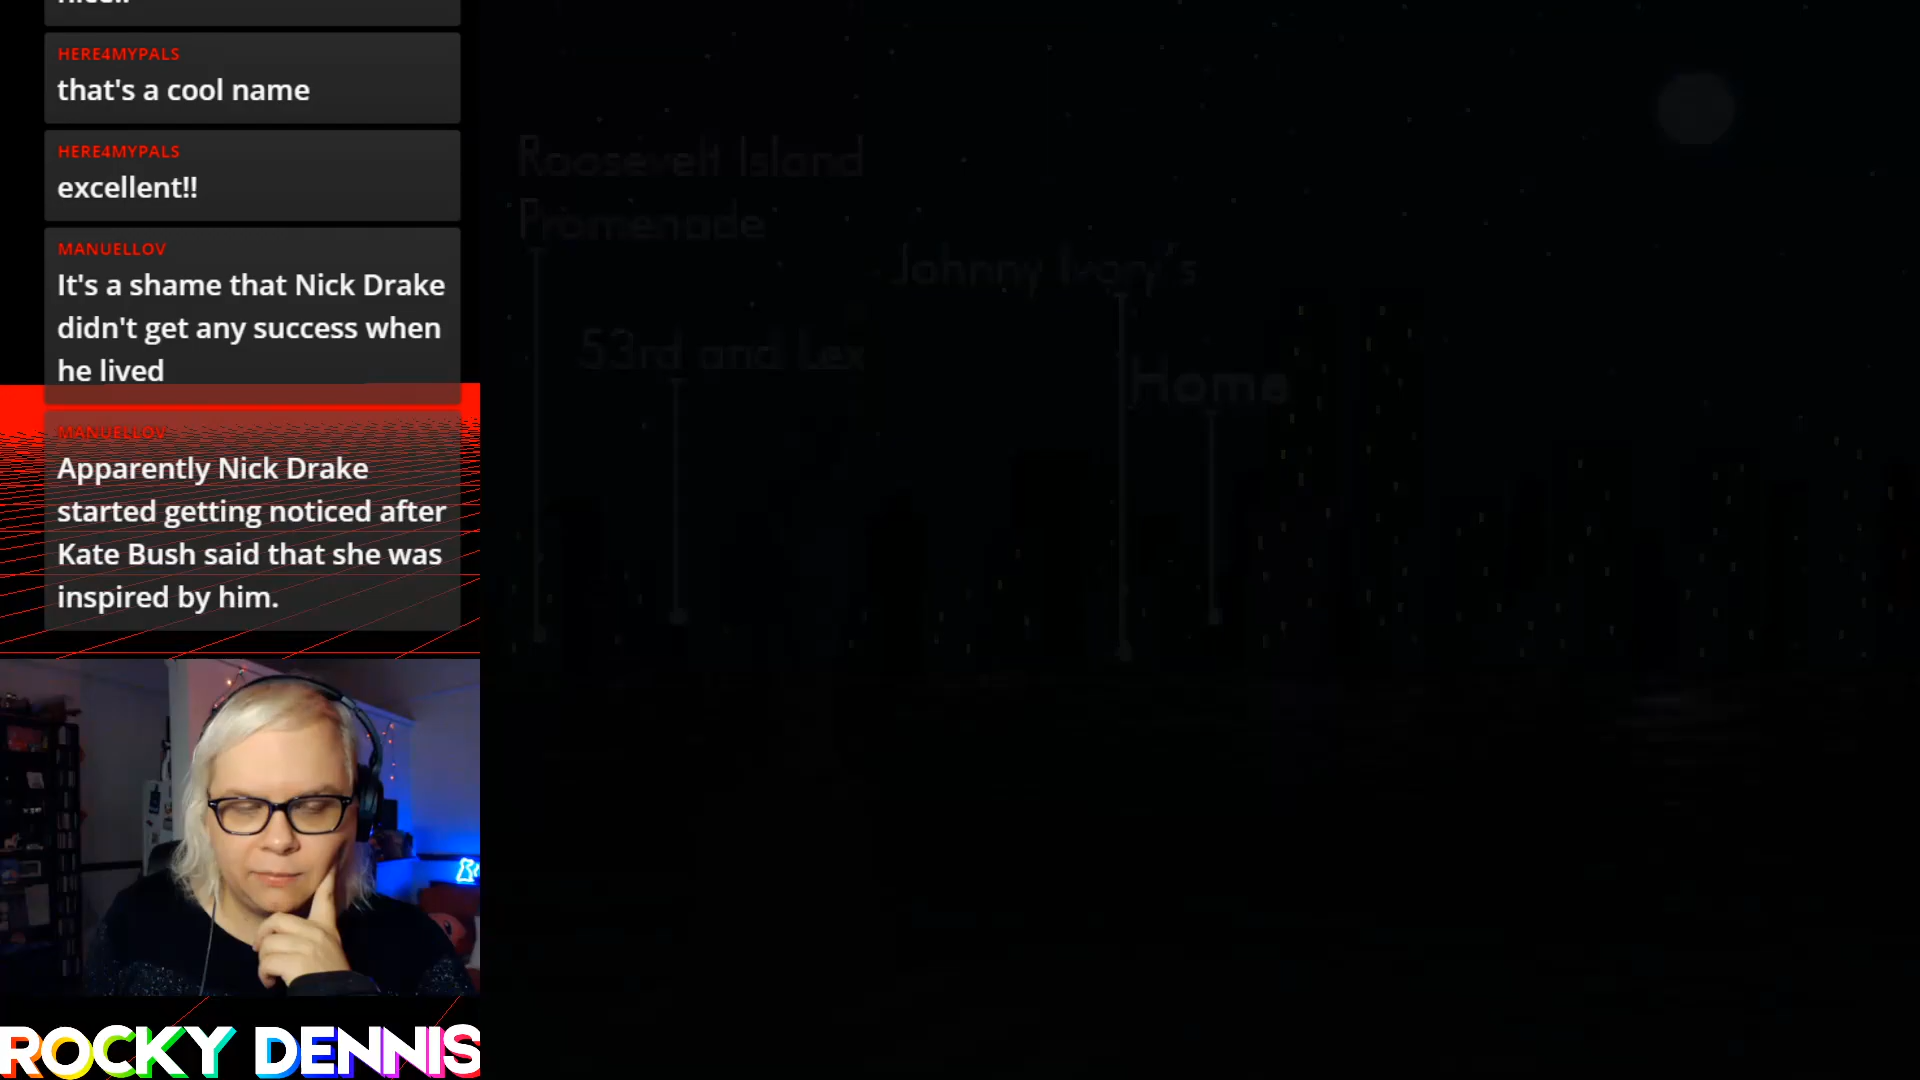 HERE4MYPALS
that's a cool name
HERE4MYPALS
excellent!!
MANUELLOV
It's a shame that Nick Drake
didn't get any success when
he lived
MANUELLOV
Apparently Nick Drake
started getting noticed after
Kate Bush said that she was
inspired by him.
ROCKY DENNIS
Roosevelt Island
Promenade
Johnny Ivory's
53rd and Lex
Home